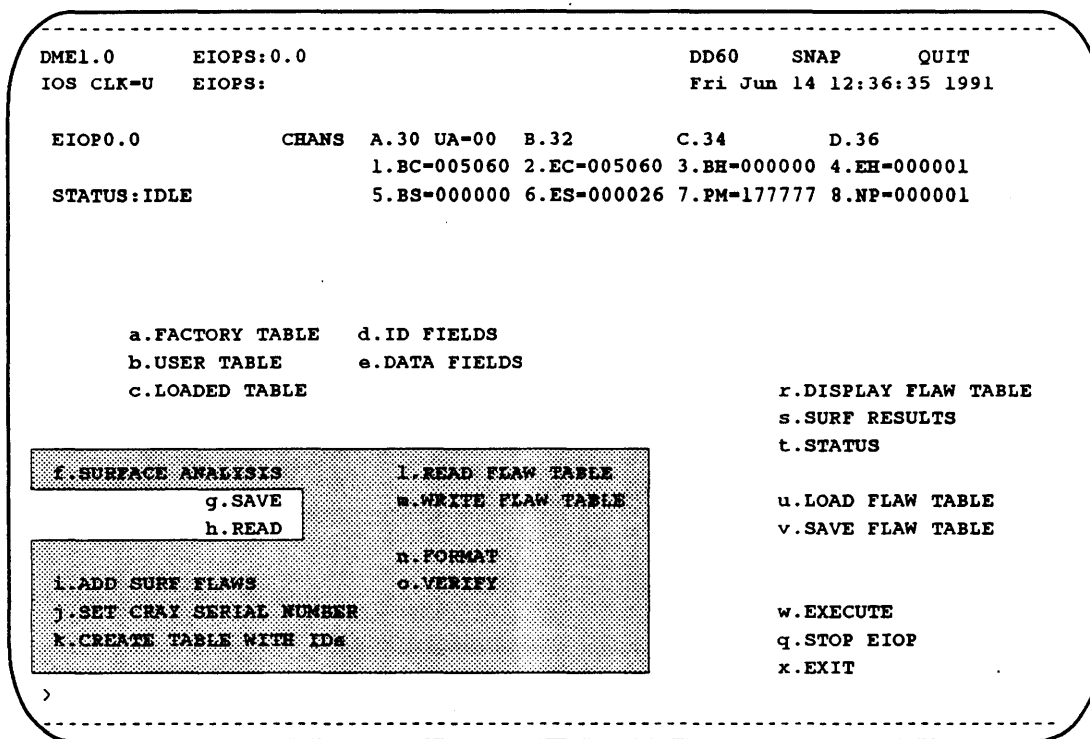 DME1.0 EIOPS:0.0 DD60 SNAP QUIT
IOS CLK=U EIOPS: Fri Jun 14 12:36:35 1991
EIOP0.0 CHANS A.30 UA=00 B.32 C.34 D.36
1.BC=005060 2.EC=005060 3.BH=000000 4.EH=000001
STATUS:IDLE 5.BS=000000 6.ES=000026 7.PM=177777 8.NP=000001
a.FACTORY TABLE d.ID FIELDS
b.USER TABLE e.DATA FIELDS
c.LOADED TABLE r.DISPLAY FLAW TABLE
s.SURF RESULTS
t.STATUS
f.SURFACE ANALISIS l.READ FLAW TABLE
g.SAVE m.WRITE FLAW TABLE u.LOAD FLAW TABLE
h.READ v.SAVE FLAW TABLE
n.FORMAT
i.ADD SURF FLAWS o.VERIFY
j.SET CRAY SERIAL NUMBER w.EXECUTE
k.CREATE TABLE WITH IDs q.STOP EIOP
x.EXIT
>